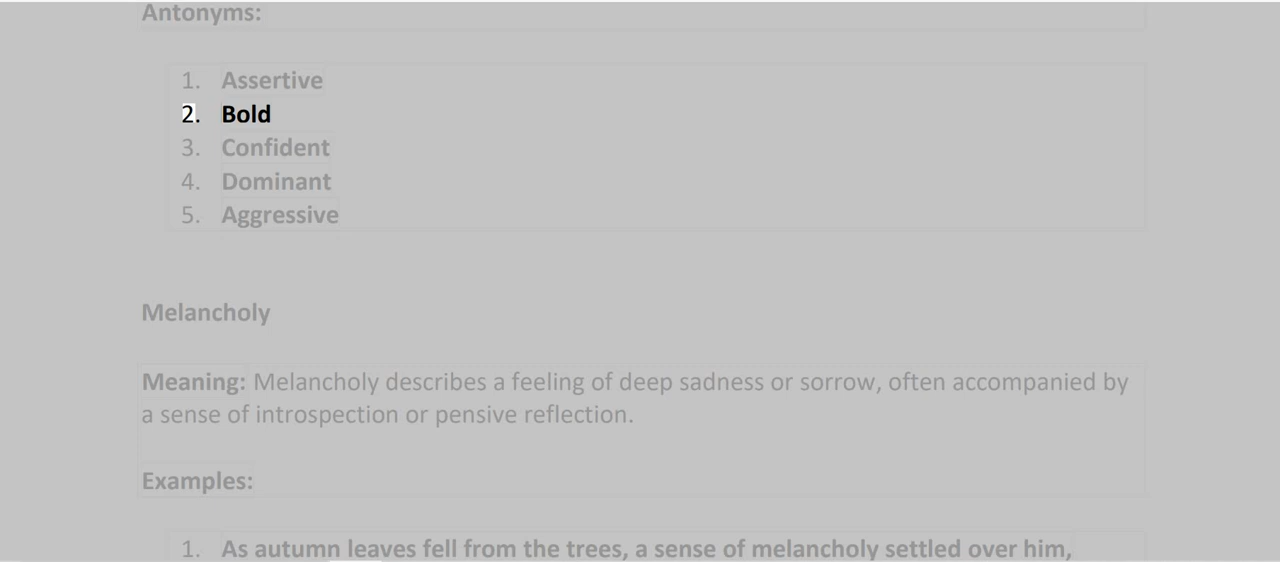 Antonyms:
1. Assertive
2. Bold
3. Confident
4. Dominant
5. Aggressive
Melancholy
Meaning: Melancholy describes a feeling of deep sadness or sorrow, often accompanied by
a sense of introspection or pensive reflection.
Examples:
1. As autumn leaves fell from the trees, a sense of melancholy settled over him,